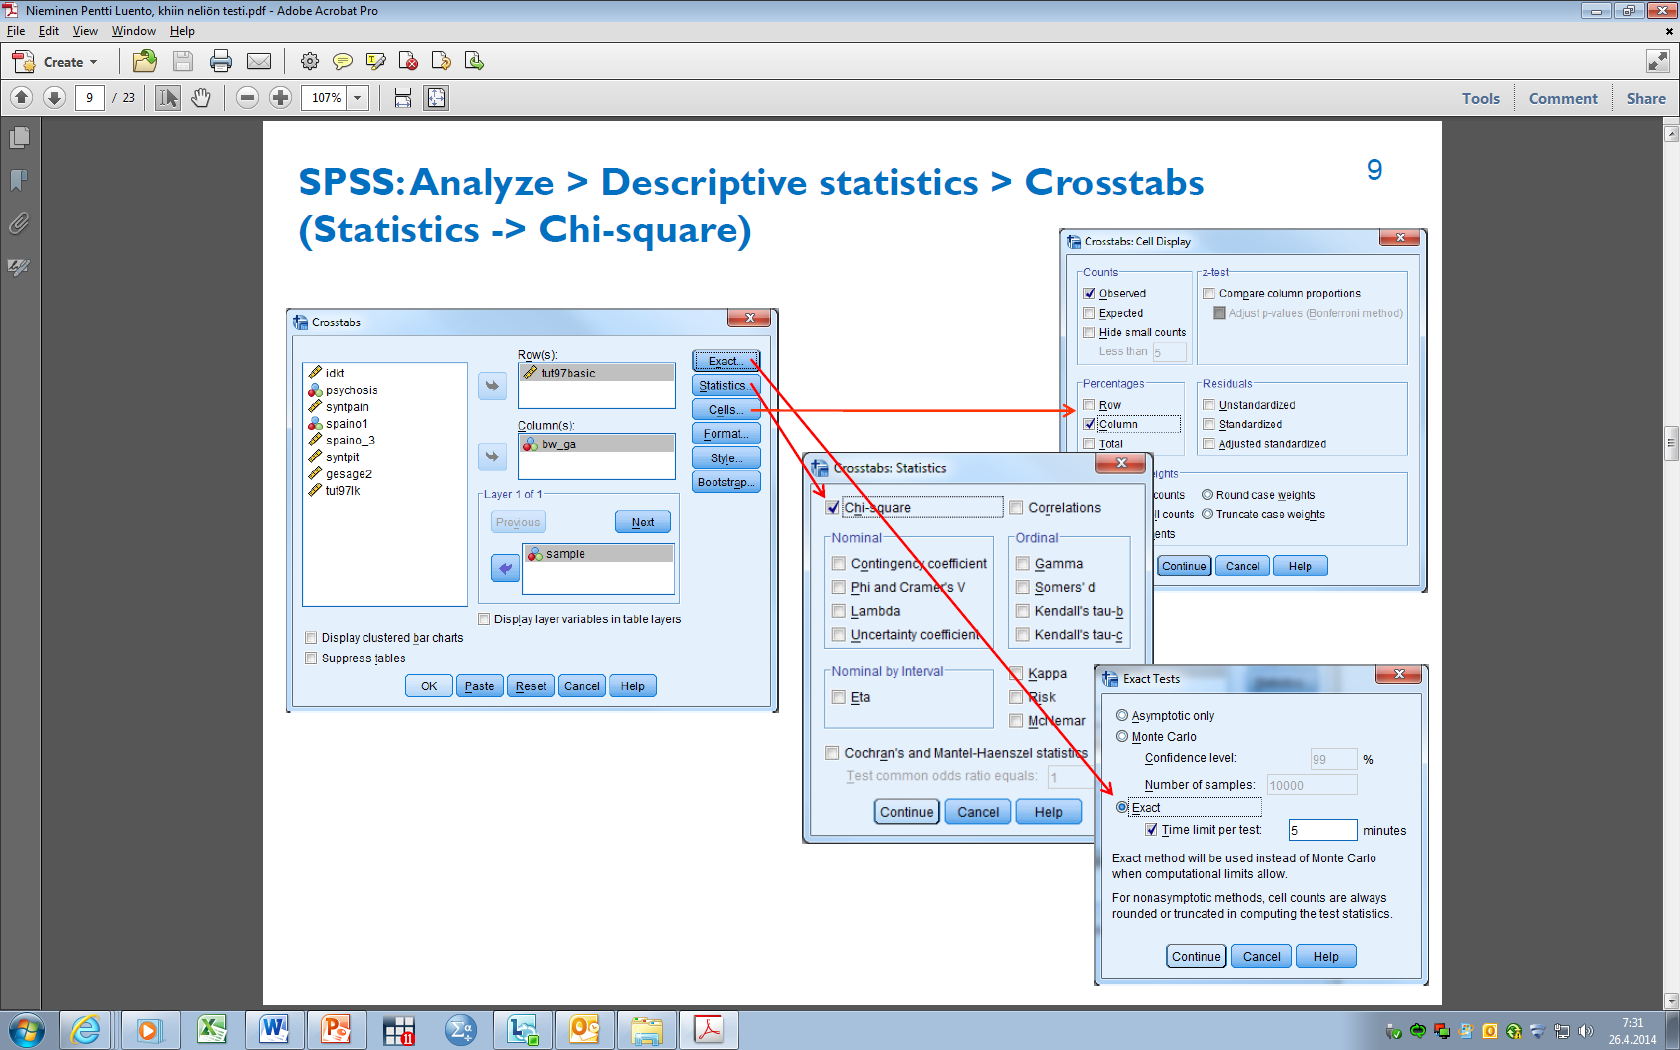 Nieminen Pentti Luento, khiin neliön testi.pdf - Adobe Acrobat Pro
File Edit View Window Help
Create
9 / 23 107% Tools Comment Share
9
SPSS: Analyze > Descriptive statistics > Crosstabs
(Statistics -> Chi-square)
Crosstabs
idkt
psychosis
syntpain
spaino1
spaino_3
syntpit
gesage2
tut97lk
Row(s):
tut97basic
Column(s):
bw_ga
Layer 1 of 1
Previous Next
sample
Display layer variables in table layers
Display clustered bar charts
Suppress tables
Exact...
Statistics...
Cells...
Format...
Style...
Bootstrap...
OK Paste Reset Cancel Help
Crosstabs: Cell Display
Counts
Observed
Expected
Hide small counts
Less than 5
z-test
Compare column proportions
Adjust p-values (Bonferroni method)
Percentages
Row
Column
Total
Residuals
Unstandardized
Standardized
Adjusted standardized
ights
counts Round case weights
ll counts Truncate case weights
ents
Continue Cancel Help
Crosstabs: Statistics
Chi-square Correlations
Nominal
Contingency coefficient
Phi and Cramer's V
Lambda
Uncertainty coefficient
Ordinal
Gamma
Somers' d
Kendall's tau-b
Kendall's tau-c
Nominal by Interval
Eta
Kappa
Risk
McNemar
Cochran's and Mantel-Haenszel statistics
Test common odds ratio equals: 1
Continue Cancel Help
Exact Tests
Asymptotic only
Monte Carlo
Confidence level: 99 %
Number of samples: 10000
Exact
Time limit per test: 5 minutes
Exact method will be used instead of Monte Carlo
when computational limits allow.
For nonasymptotic methods, cell counts are always
rounded or truncated in computing the test statistics.
Continue Cancel Help
7:31
26.4.2014